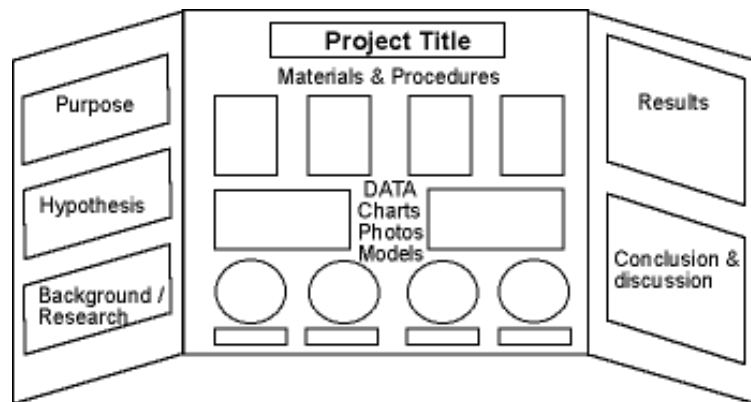 Project Title
Materials & Procedures
Purpose
Hypothesis
Background /
Research
DATA
Charts
Photos
Models
Results
Conclusion &
discussion